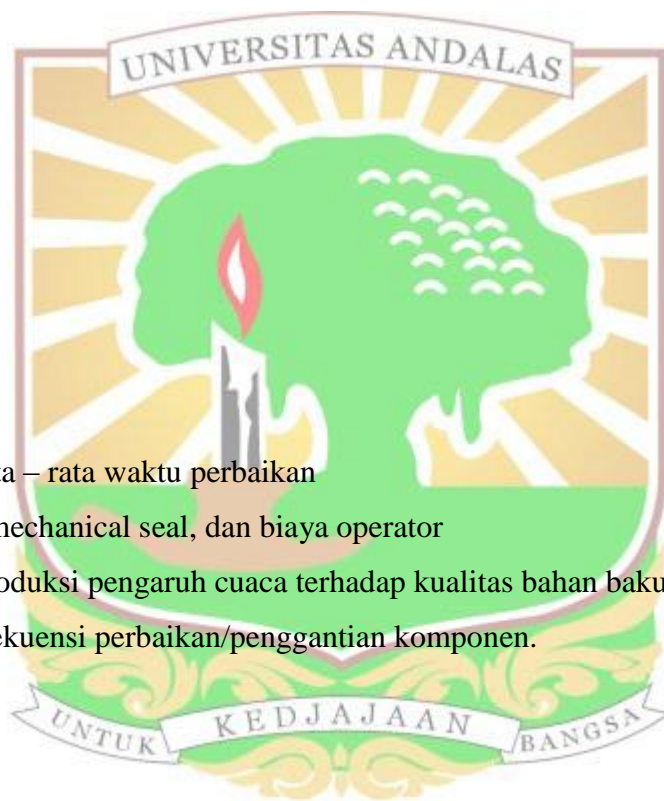 UNIVERSITAS ANDALAS
ta – rata waktu perbaikan
mechanical seal, dan biaya operator
oduksi pengaruh cuaca terhadap kualitas bahan baku
ekuensi perbaikan/penggantian komponen.
UNTUK KEDJAJAAN BANGSA